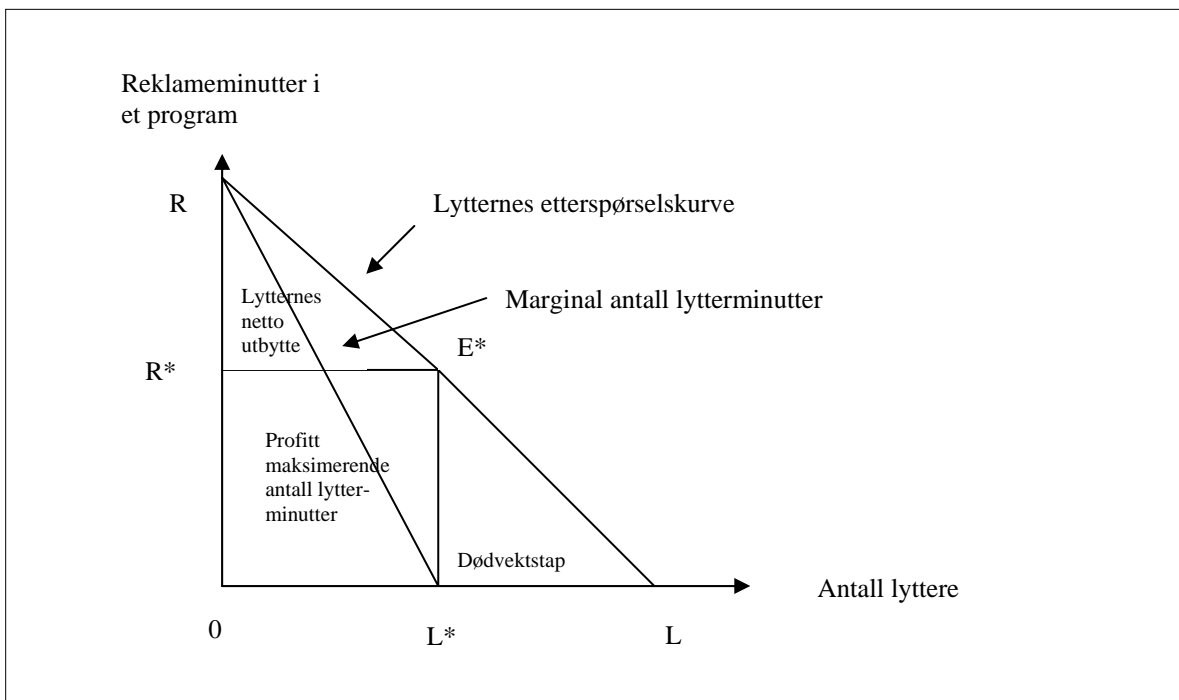 Reklameminutter i
et program
R
Lytternes etterspørselskurve
Lytternes
netto
utbytte
Marginal antall lytterminutter
E*
R*
Profitt
maksimerende
antall lytter-
minutter
Dødvektstap
Antall lyttere
0
L*
L